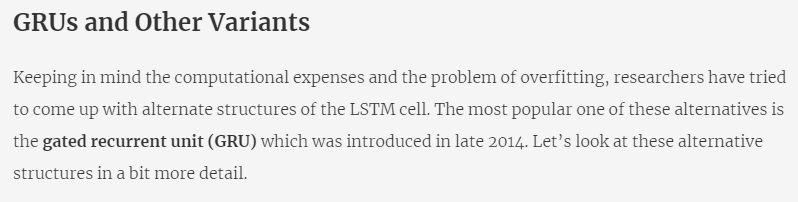 GRUs and Other Variants
Keeping in mind the computational expenses and the problem of overfitting, researchers have tried
to come up with alternate structures of the LSTM cell. The most popular one of these alternatives is
the gated recurrent unit (GRU) which was introduced in late 2014. Let’s look at these alternative
structures in a bit more detail.